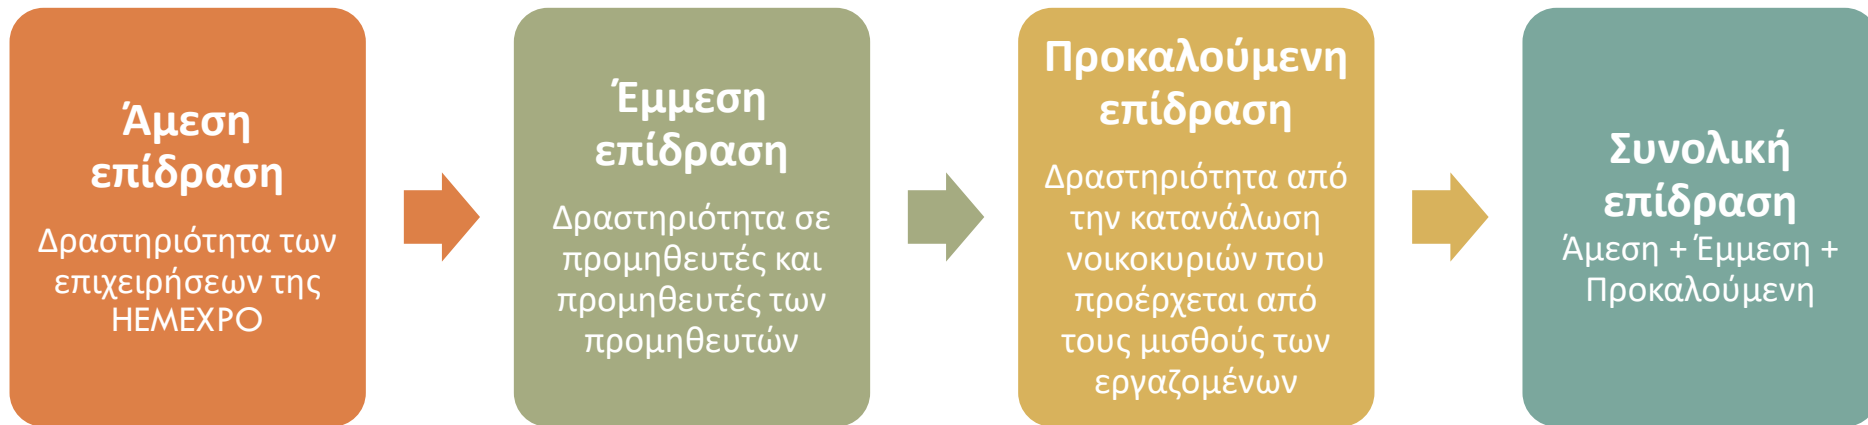 Άμεση
επίδραση
Δραστηριότητα των
επιχειρήσεων της
HEMEXPO
Έμμεση
επίδραση
Δραστηριότητα σε
προμηθευτές και
προμηθευτές των
προμηθευτών
Προκαλούμενη
επίδραση
Δραστηριότητα από
την κατανάλωση
νοικοκυριών που
προέρχεται από
τους μισθούς των
εργαζομένων
Συνολική
επίδραση
Άμεση + Έμμεση +
Προκαλούμενη